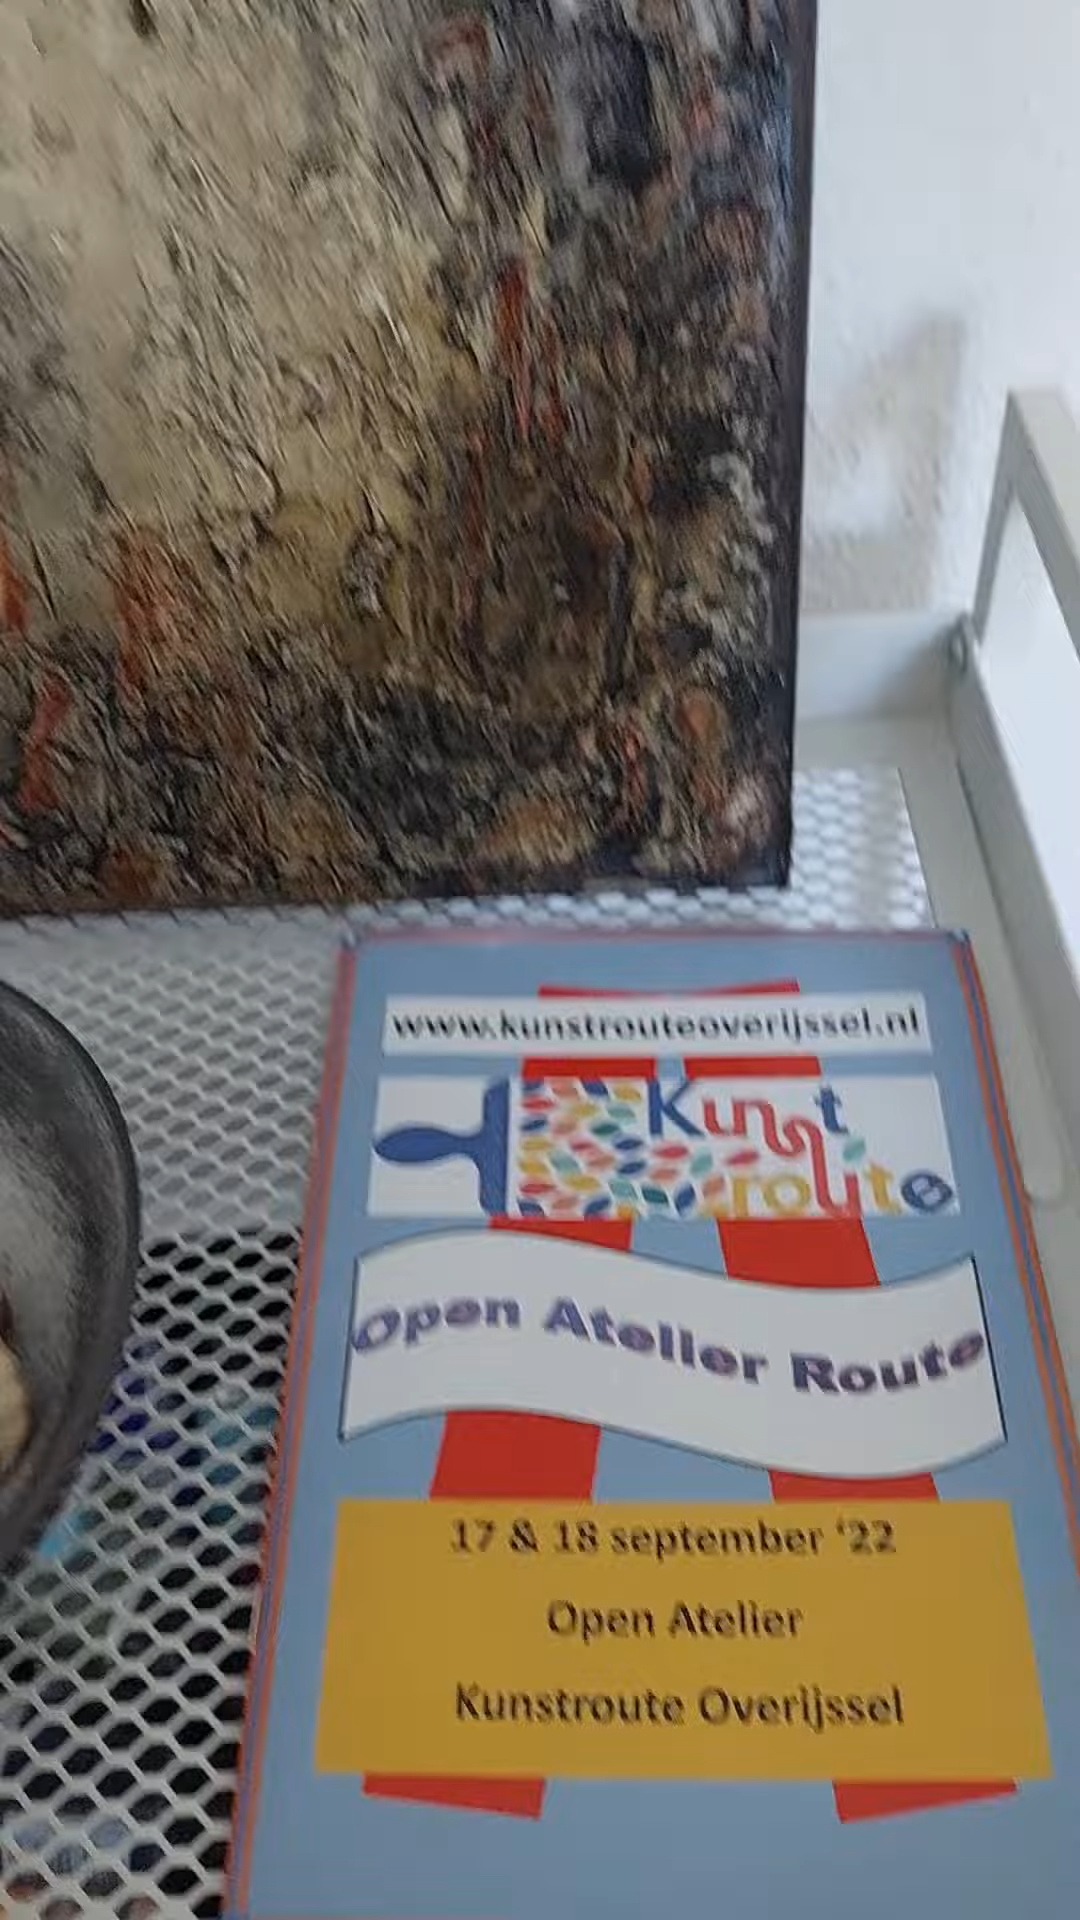 www.kunstrouteoverijssel.nl
Kunst
route
Open Atelier Route
17 & 18 september '22
Open Atelier
Kunstroute Overijssel